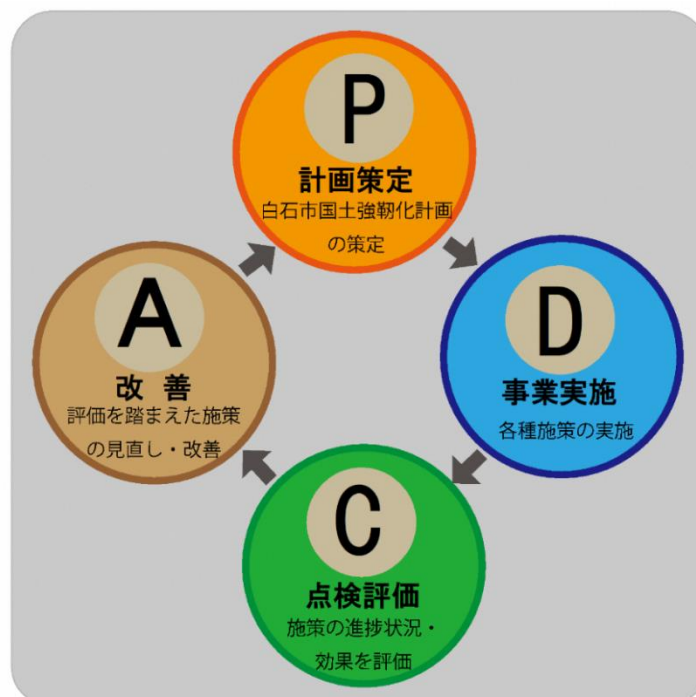 P
計画策定
白石市国土強靭化計画
の策定
D
事業実施
各種施策の実施
C
点検評価
施策の進捗状況・
効果を評価
A
改 善
評価を踏まえた施策
の見直し・改善